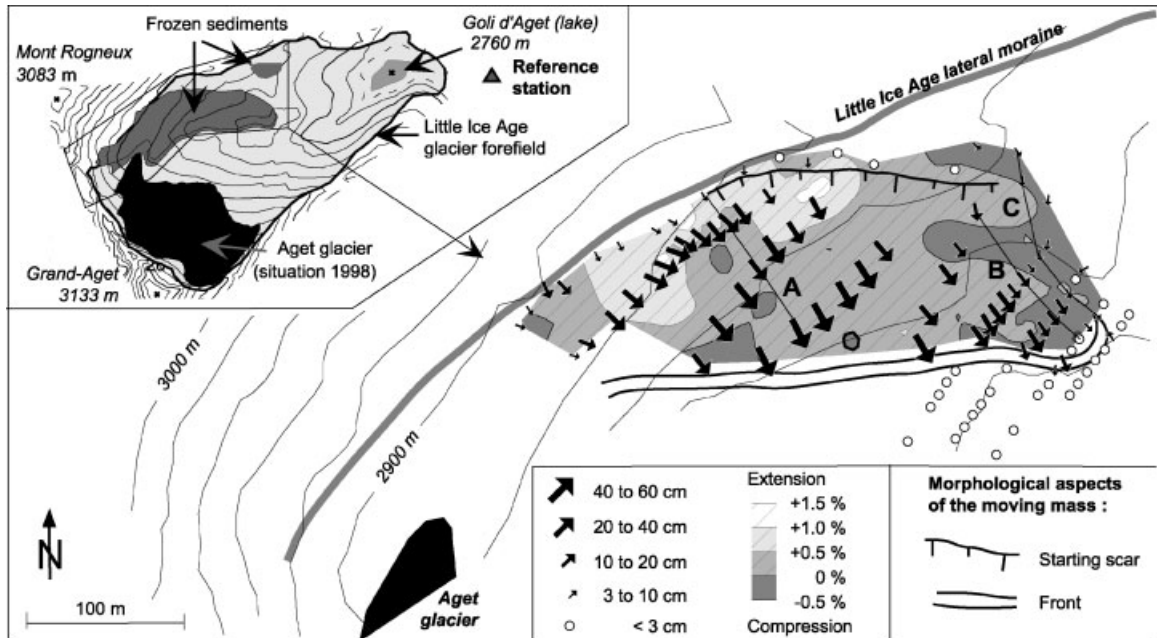 Frozen sediments
Goli d'Aget (lake)
2760 m
Mont Rogneux
3083 m
Reference
station
Little Ice Age
glacier forefield
Aget glacier
(situation 1998)
Grand-Aget
3133 m
Little Ice Age lateral moraine
A
B
C
3000 m
2900 m
N
100 m
Aget
glacier
40 to 60 cm
20 to 40 cm
10 to 20 cm
3 to 10 cm
< 3 cm
Extension
+1.5 %
+1.0 %
+0.5 %
0 %
-0.5 %
Compression
Morphological aspects
of the moving mass :
Starting scar
Front